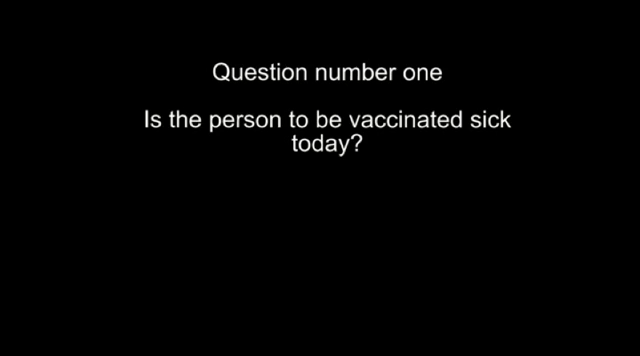 Question number one
Is the person to be vaccinated sick
today?